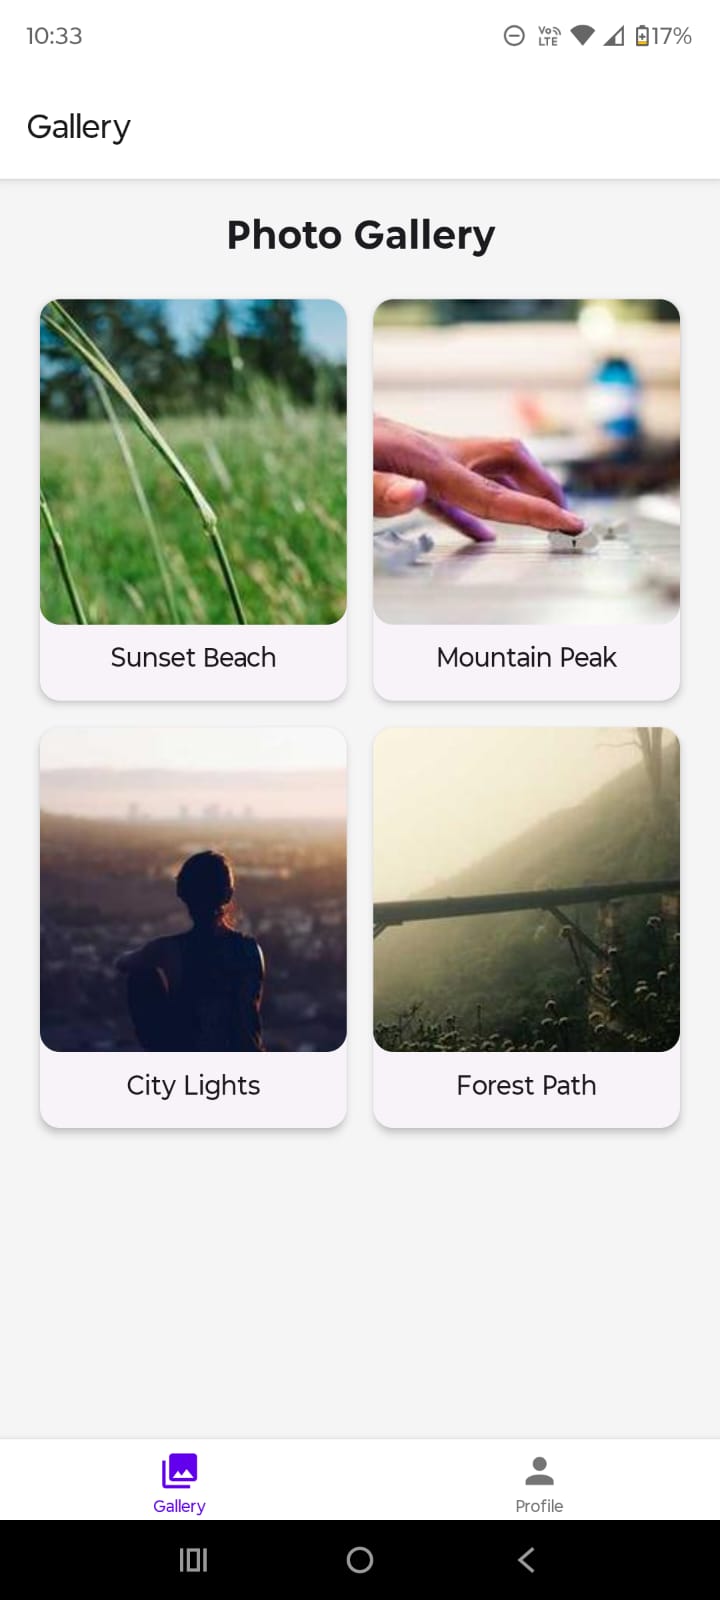 10:33
Vo LTE 17%
Gallery
Photo Gallery
Sunset Beach
Mountain Peak
City Lights
Forest Path
Gallery
Profile